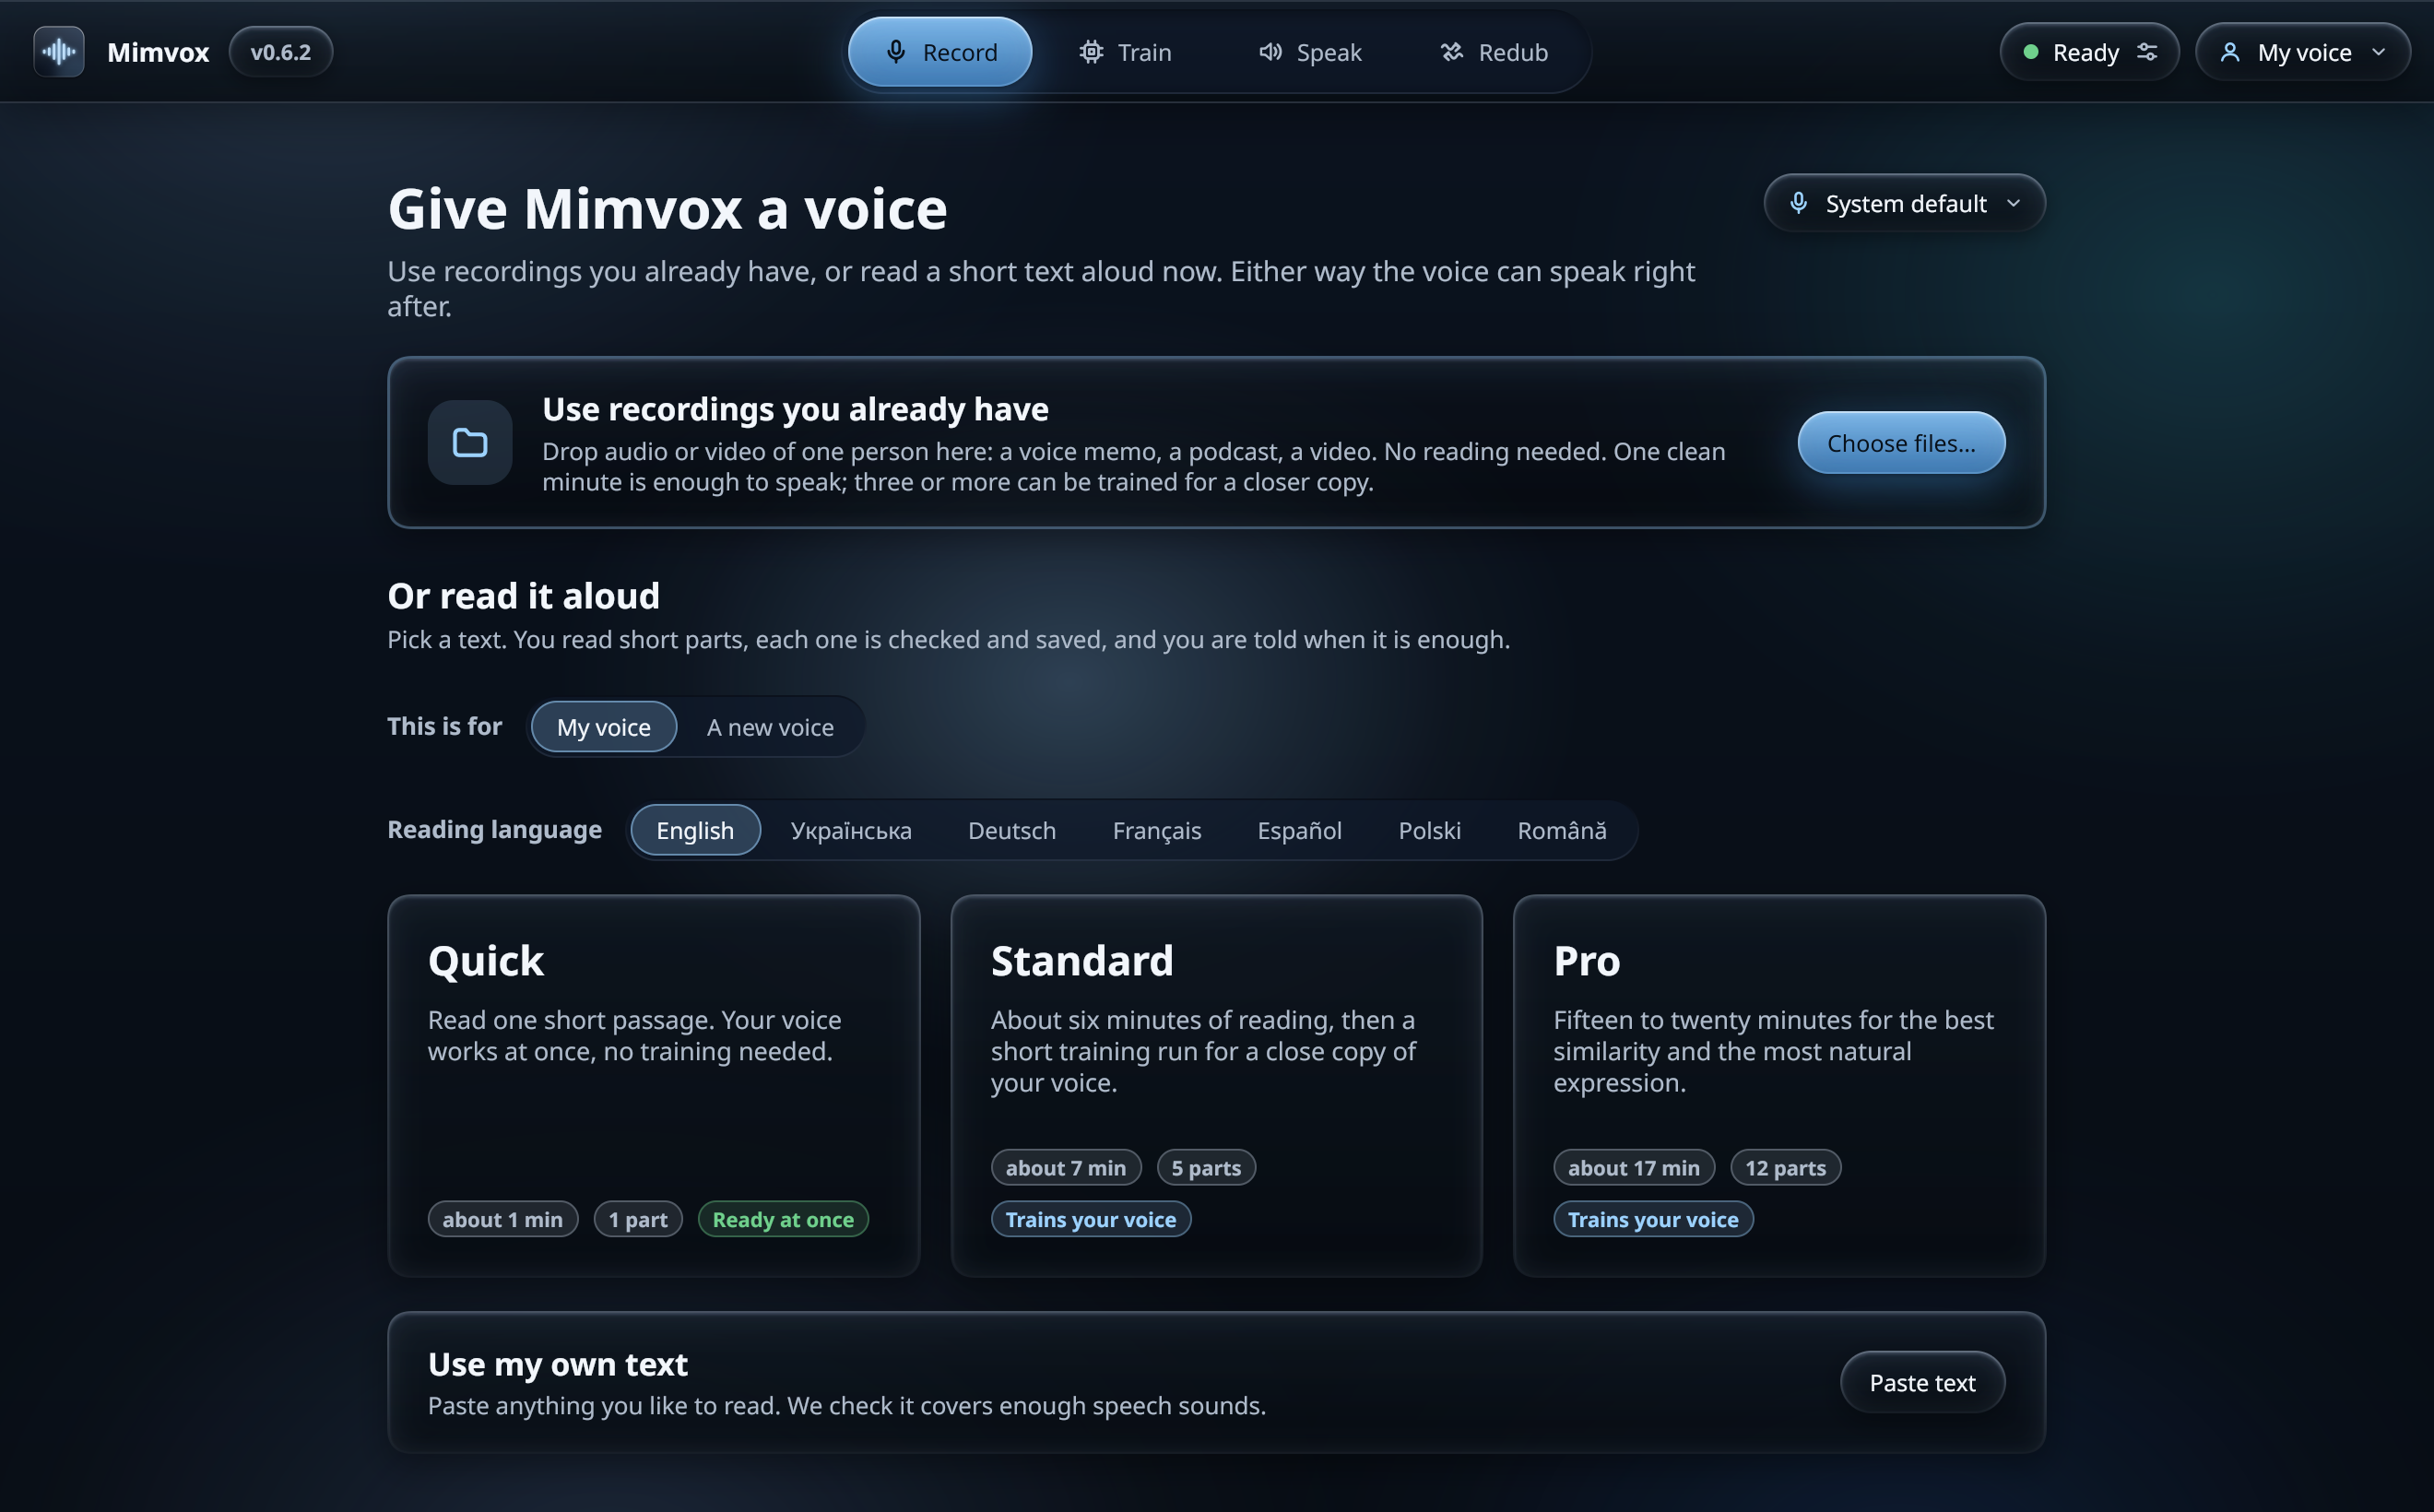 Mimvox
v0.6.2
Record
Train
Speak
Redub
Ready
My voice
Give Mimvox a voice
System default
Use recordings you already have, or read a short text aloud now. Either way the voice can speak right
after.
Use recordings you already have
Drop audio or video of one person here: a voice memo, a podcast, a video. No reading needed. One clean
minute is enough to speak; three or more can be trained for a closer copy.
Choose files...
Or read it aloud
Pick a text. You read short parts, each one is checked and saved, and you are told when it is enough.
This is for
My voice
A new voice
Reading language
English
Українська
Deutsch
Français
Español
Polski
Română
Quick
Read one short passage. Your voice
works at once, no training needed.
about 1 min
1 part
Ready at once
Standard
About six minutes of reading, then a
short training run for a close copy of
your voice.
about 7 min
5 parts
Trains your voice
Pro
Fifteen to twenty minutes for the best
similarity and the most natural
expression.
about 17 min
12 parts
Trains your voice
Use my own text
Paste anything you like to read. We check it covers enough speech sounds.
Paste text